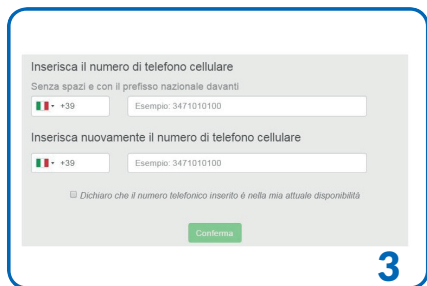 Inserisca il numero di telefono cellulare
Senza spazi e con il prefisso nazionale davanti
+39 Esempio: 3471010100
Inserisca nuovamente il numero di telefono cellulare
+39 Esempio: 3471010100
Dichiaro che il numero telefonico inserito è nella mia attuale disponibilità
Conferma
3